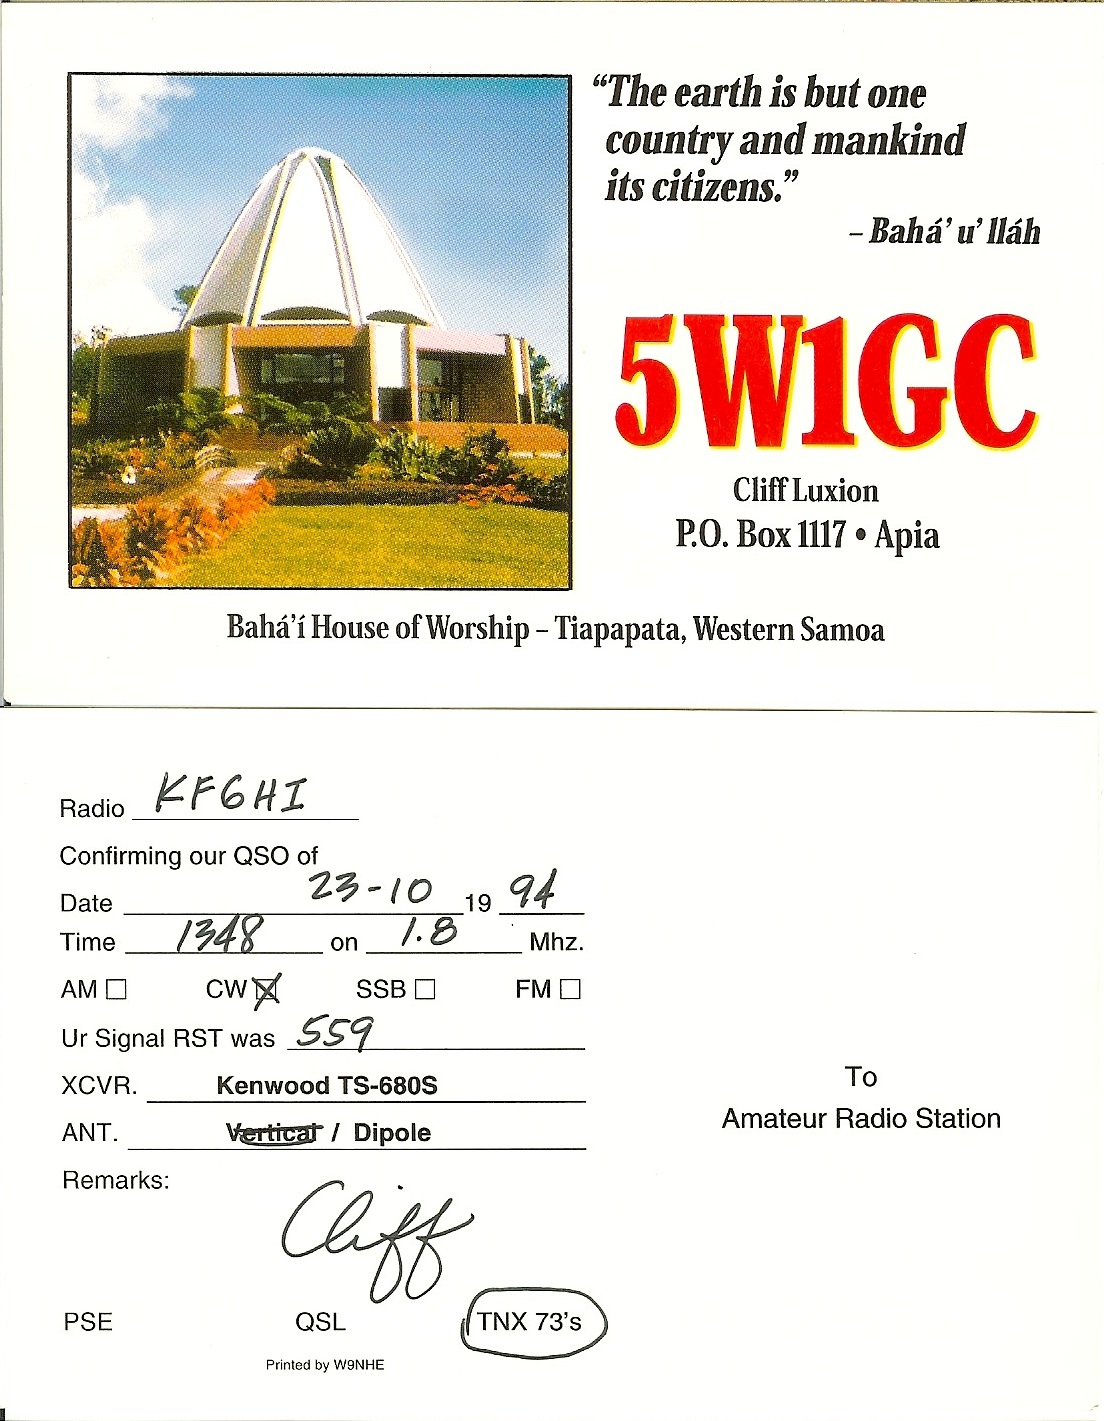 “The earth is but one
country and mankind
its citizens.”
– Bahá’ u’ lláh
5W1GC
Cliff Luxion
P.O. Box 1117 • Apia
Bahá’í House of Worship – Tiapapata, Western Samoa
Radio KF6HI
Confirming our QSO of
Date 23-10 19 94
Time 1348 on 1.8 Mhz.
AM ☐ CW ☒ SSB ☐ FM ☐
Ur Signal RST was 559
XCVR. Kenwood TS-680S
ANT. Vertical / Dipole
To
Amateur Radio Station
Remarks:
Cliff
PSE QSL TNX 73's
Printed by W9NHE